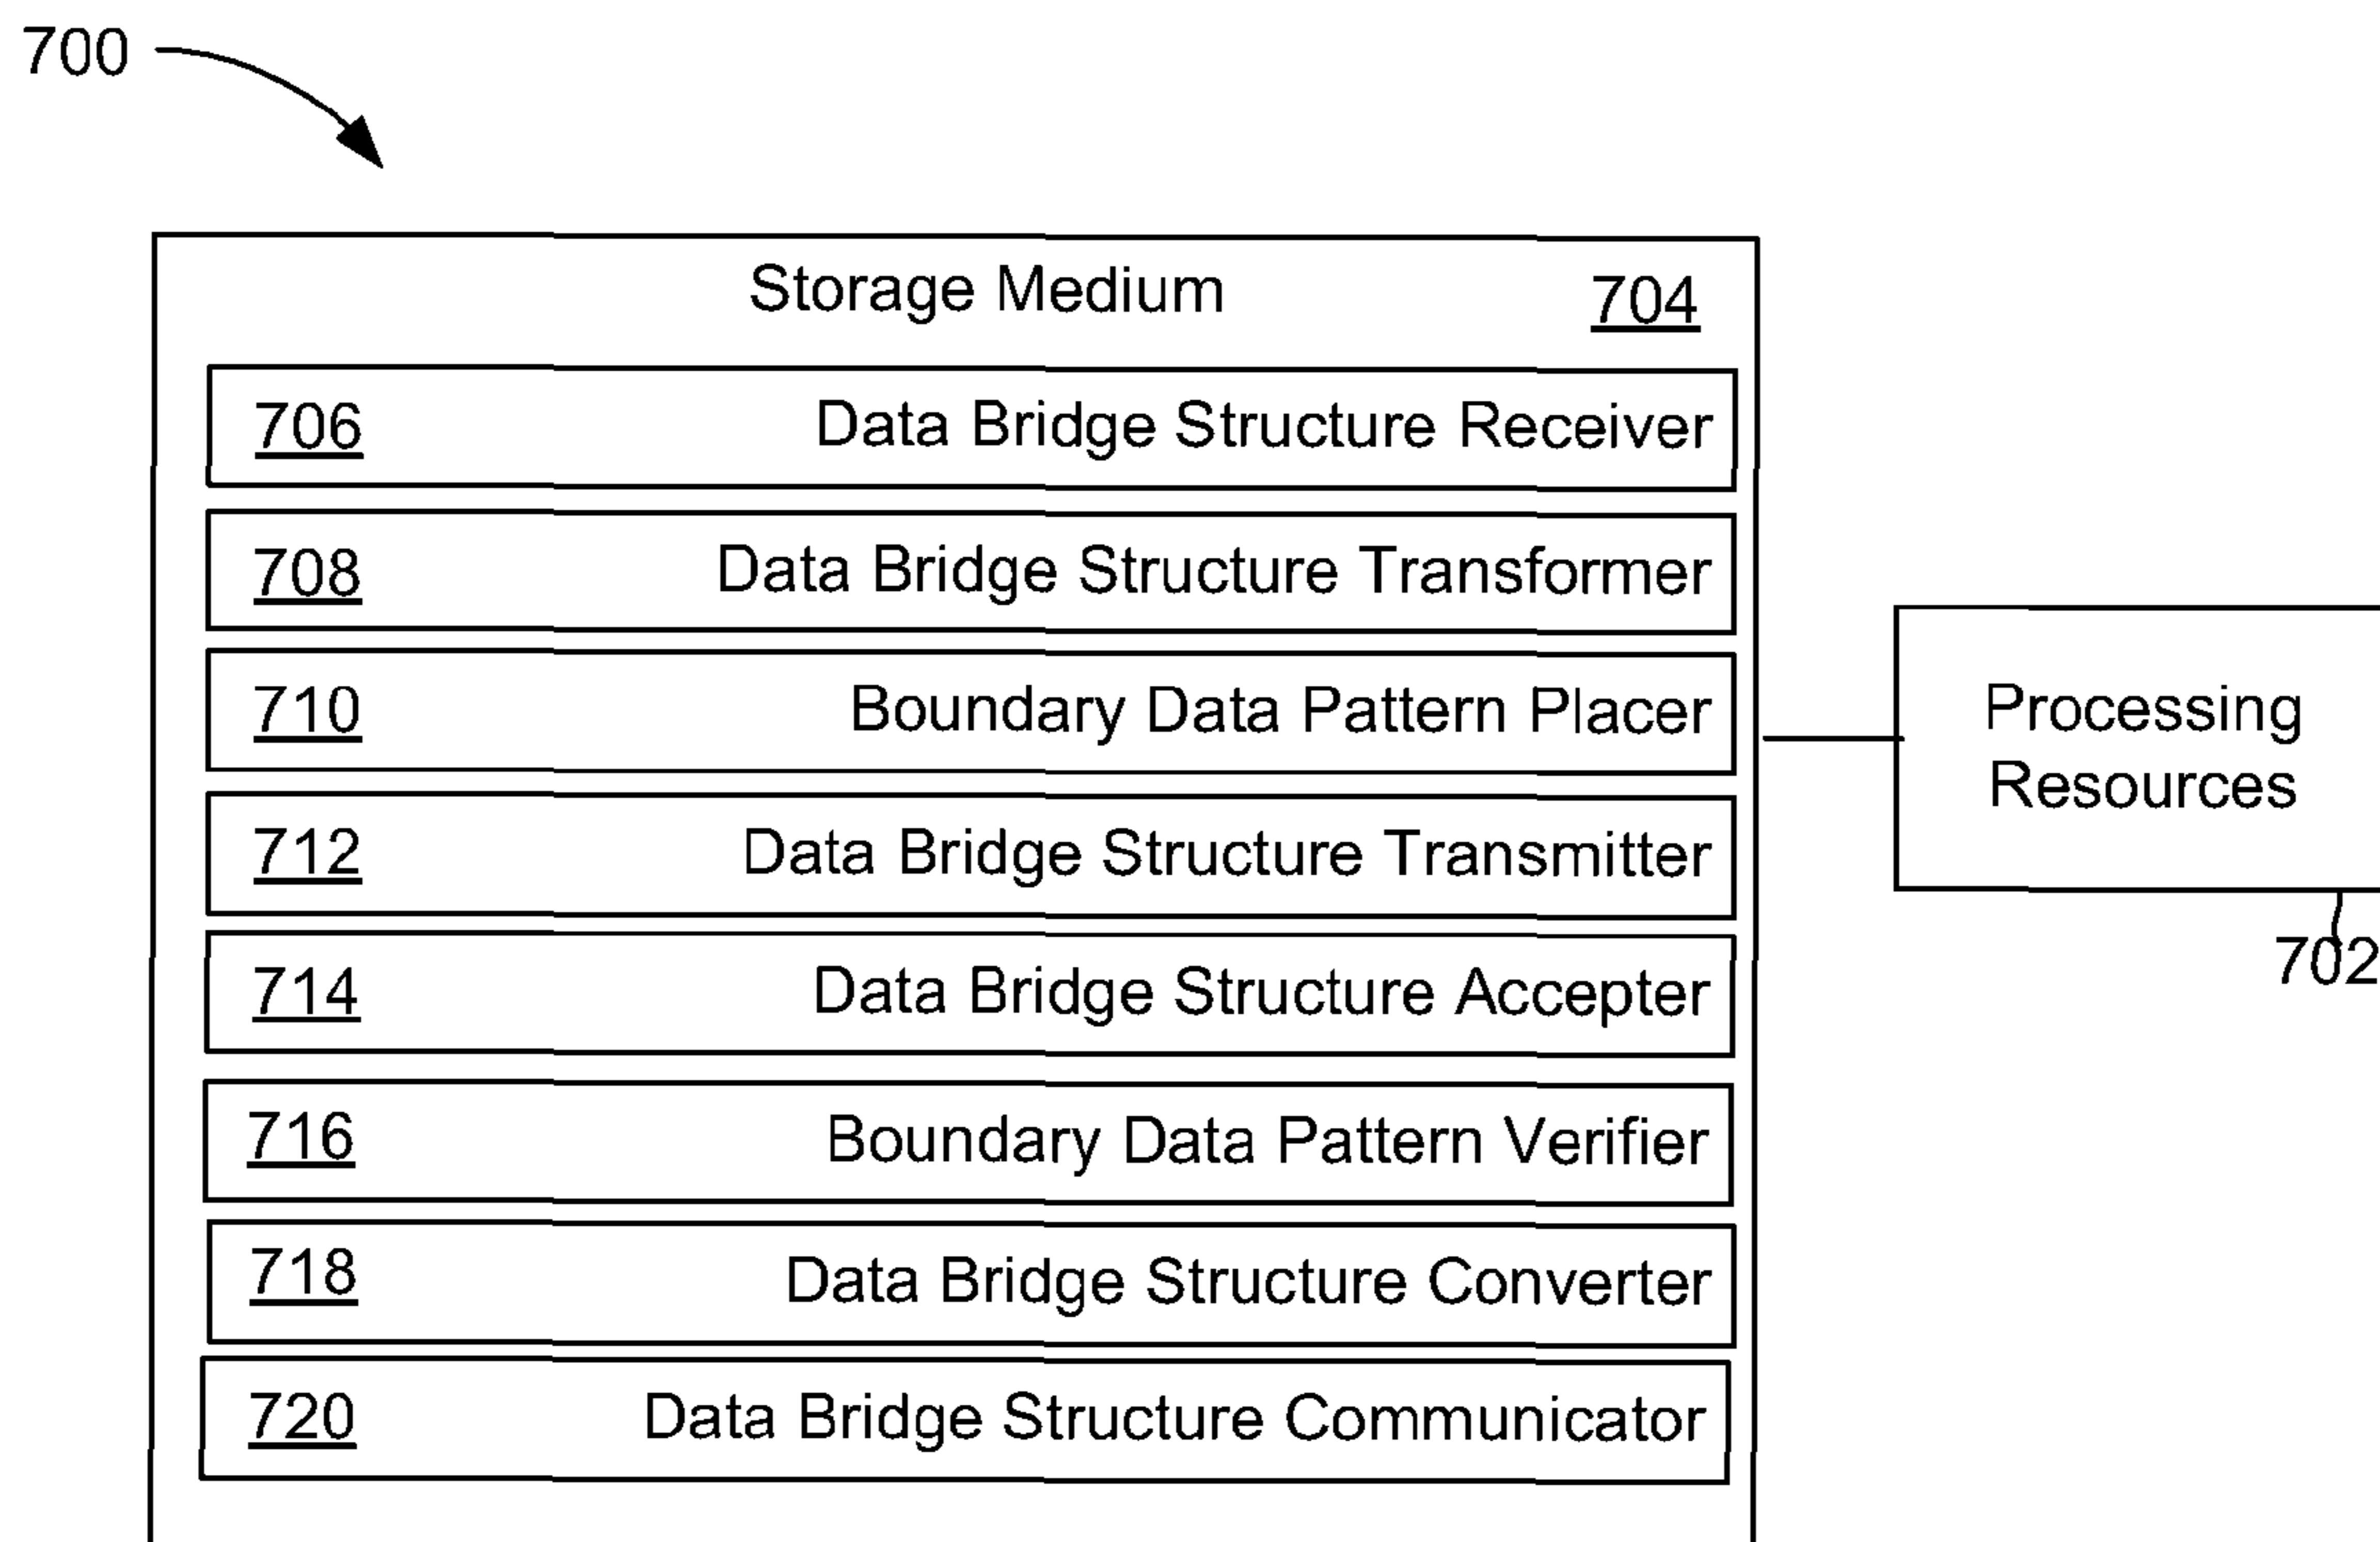 700
Storage Medium 704
706 Data Bridge Structure Receiver
708 Data Bridge Structure Transformer
710 Boundary Data Pattern Placer
712 Data Bridge Structure Transmitter
714 Data Bridge Structure Accepter
716 Boundary Data Pattern Verifier
718 Data Bridge Structure Converter
720 Data Bridge Structure Communicator
Processing
Resources
702